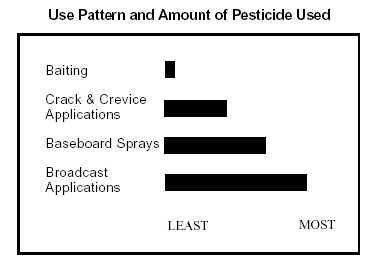 Use Pattern and Amount of Pesticide Used
Baiting
Crack & Crevice
Applications
Baseboard Sprays
Broadcast
Applications
LEAST MOST